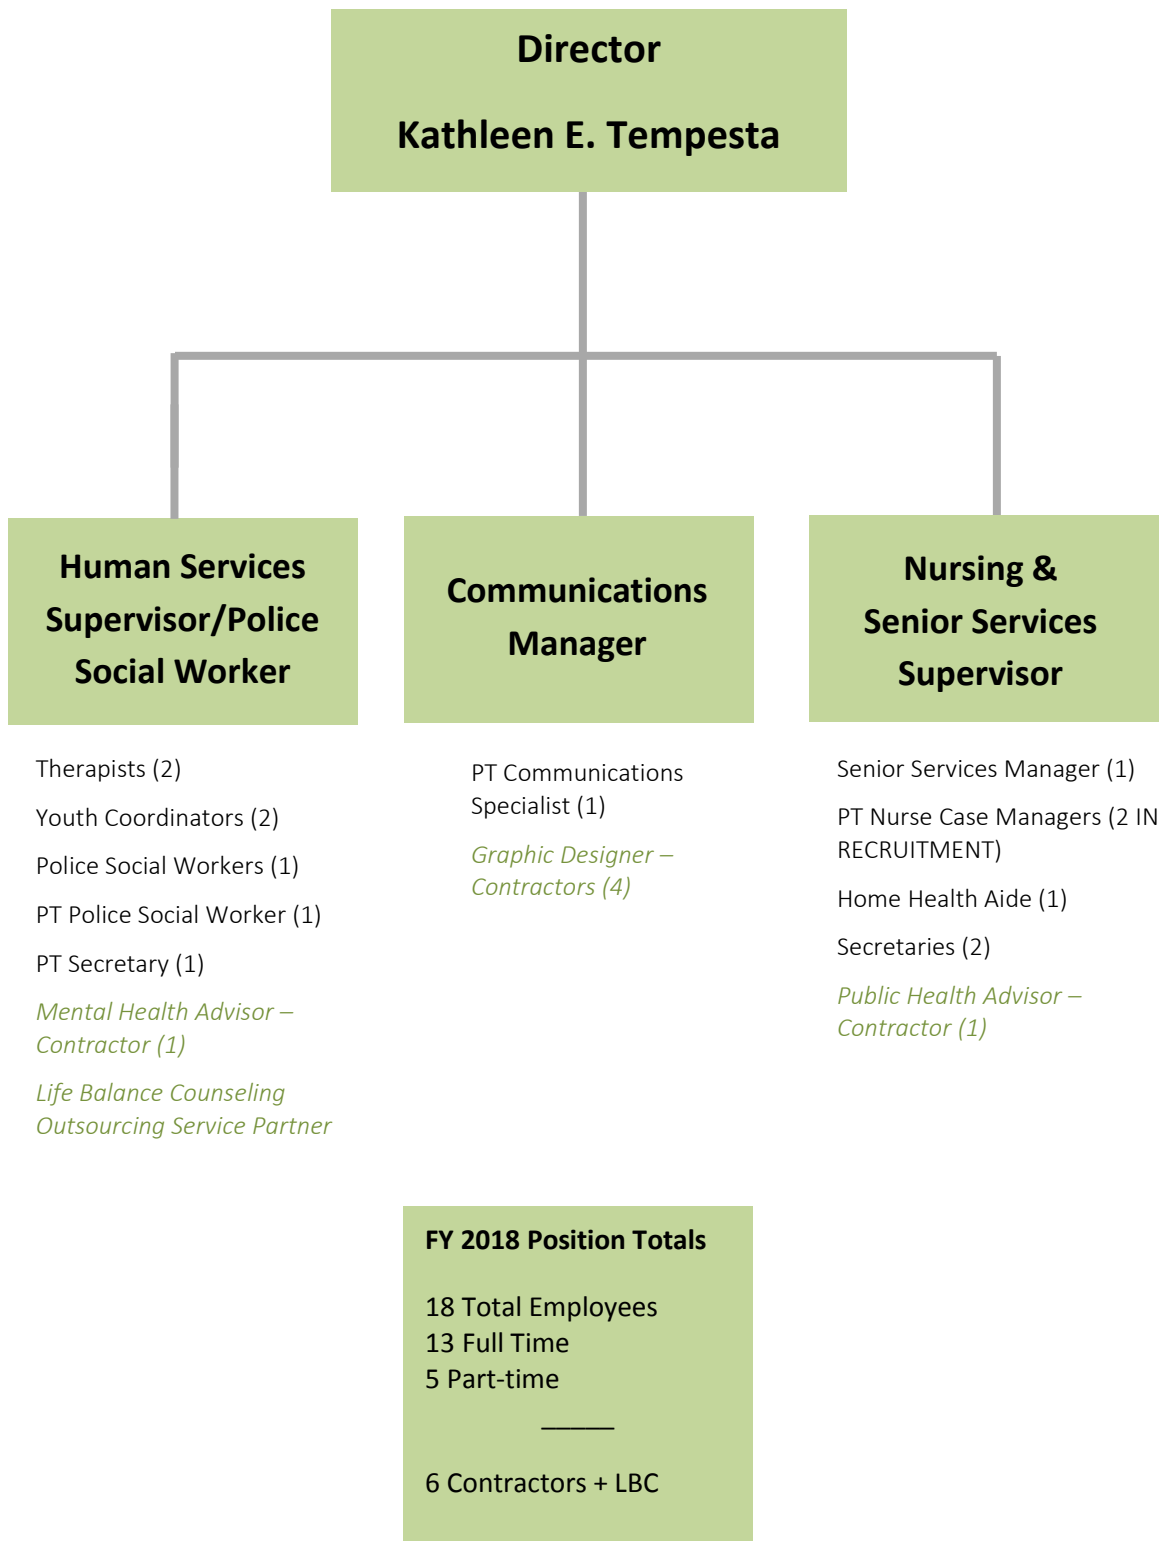 Director
Kathleen E. Tempesta
Human Services
Supervisor/Police
Social Worker
Communications
Manager
Nursing &
Senior Services
Supervisor
Therapists (2)
Youth Coordinators (2)
Police Social Workers (1)
PT Police Social Worker (1)
PT Secretary (1)
Mental Health Advisor –
Contractor (1)
Life Balance Counseling
Outsourcing Service Partner
PT Communications
Specialist (1)
Graphic Designer –
Contractors (4)
Senior Services Manager (1)
PT Nurse Case Managers (2 IN
RECRUITMENT)
Home Health Aide (1)
Secretaries (2)
Public Health Advisor –
Contractor (1)
FY 2018 Position Totals
18 Total Employees
13 Full Time
5 Part-time
_____
6 Contractors + LBC